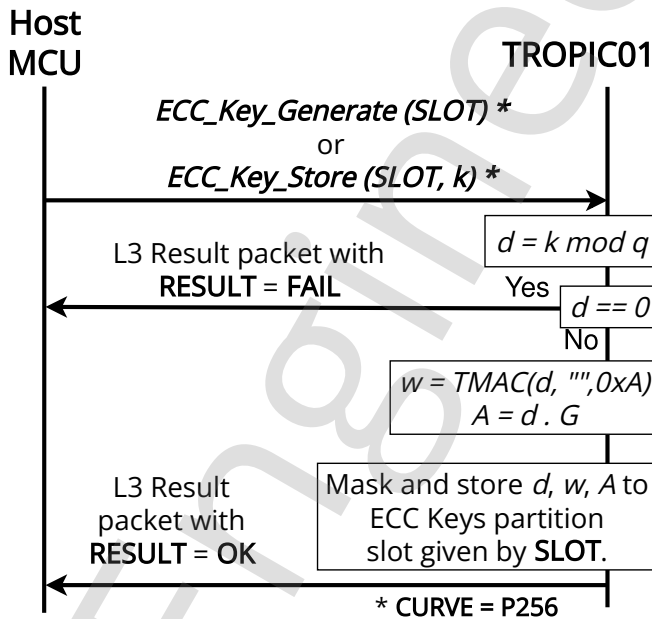 Host
MCU
TROPIC01
ECC_Key_Generate (SLOT) *
or
ECC_Key_Store (SLOT, k) *
d = k mod q
L3 Result packet with
RESULT = FAIL
Yes
d == 0
No
w = TMAC(d, "",0xA)
A = d . G
L3 Result
packet with
RESULT = OK
Mask and store d, w, A to
ECC Keys partition
slot given by SLOT.
* CURVE = P256
Engine